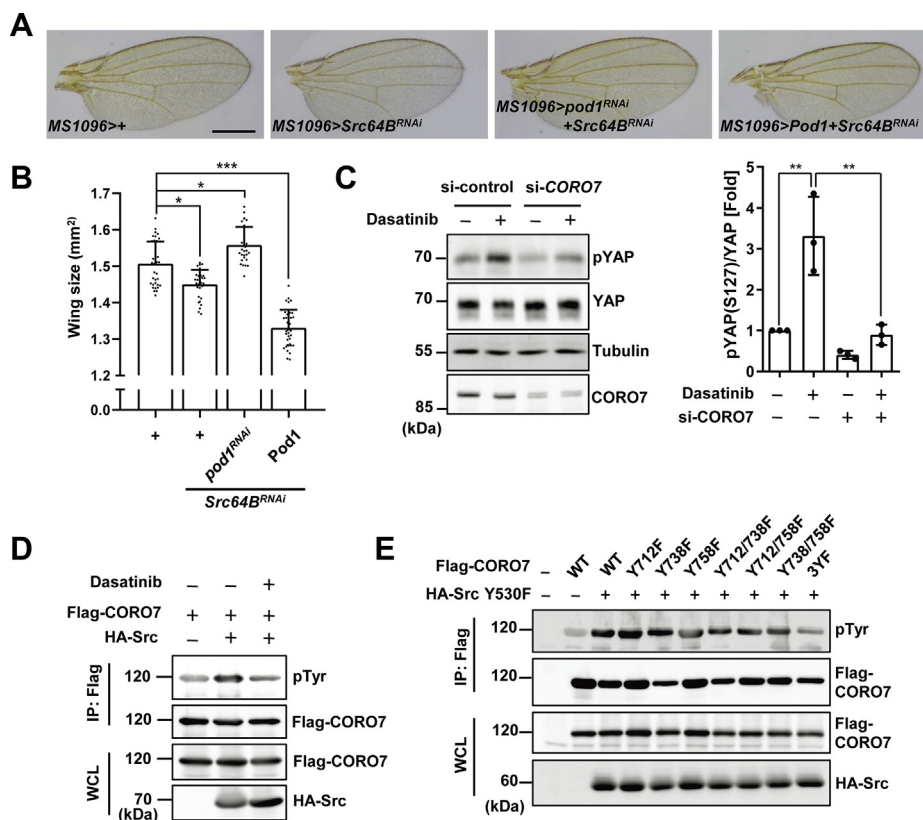 A
MS1096>+
MS1096>Src64B^RNAi
MS1096>pod1^RNAi
+Src64B^RNAi
MS1096>Pod1+Src64B^RNAi
B
Wing size (mm²)
1.7
1.6
1.5
1.4
1.3
1.2
0.0
***
*
*
+
+
pod1^RNAi
Pod1
Src64B^RNAi
C
si-control
si-CORO7
Dasatinib
– + – +
70
pYAP
70
YAP
55
Tubulin
85
CORO7
(kDa)
pYAP(S127)/YAP [Fold]
5
4
3
2
1
0
**
**
Dasatinib – + – +
si-CORO7 – – + +
D
Dasatinib – – +
Flag-CORO7 + + +
HA-Src – + +
IP: Flag
120
pTyr
120
Flag-CORO7
WCL
120
Flag-CORO7
70
HA-Src
(kDa)
E
Flag-CORO7 – WT WT Y712F Y738F Y758F Y712/738F Y712/758F Y738/758F 3YF
HA-Src Y530F – – + + + + + + + +
IP: Flag
120
pTyr
120
Flag-
CORO7
WCL
120
Flag-
CORO7
60
HA-Src
(kDa)